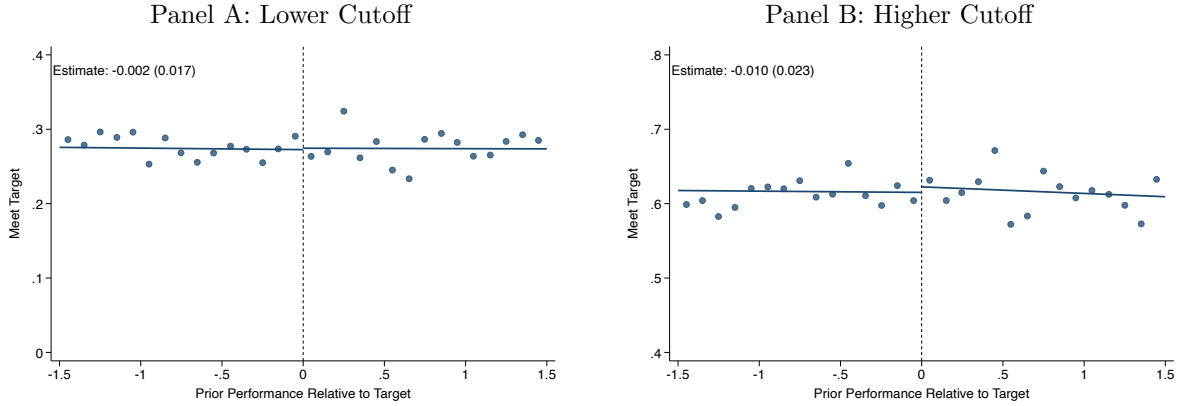 Panel A: Lower Cutoff
Estimate: -0.002 (0.017)
.4
.3
.2
.1
0
Meet Target
-1.5 -1 -.5 0 .5 1 1.5
Prior Performance Relative to Target
Panel B: Higher Cutoff
Estimate: -0.010 (0.023)
.8
.7
.6
.5
.4
Meet Target
-1.5 -1 -.5 0 .5 1 1.5
Prior Performance Relative to Target